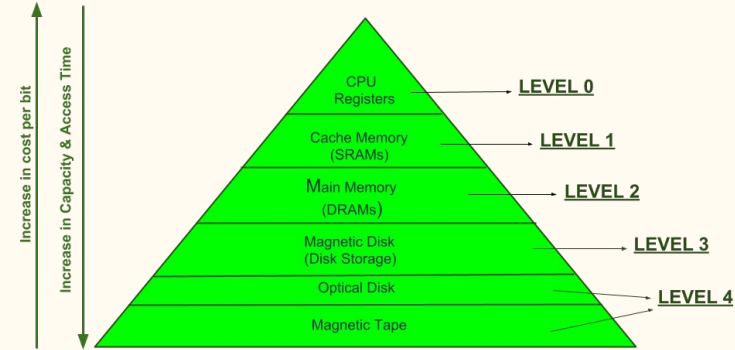 Increase in cost per bit
Increase in Capacity & Access Time
CPU
Registers
LEVEL 0
Cache Memory
(SRAMs)
LEVEL 1
Main Memory
(DRAMs)
LEVEL 2
Magnetic Disk
(Disk Storage)
LEVEL 3
Optical Disk
LEVEL 4
Magnetic Tape